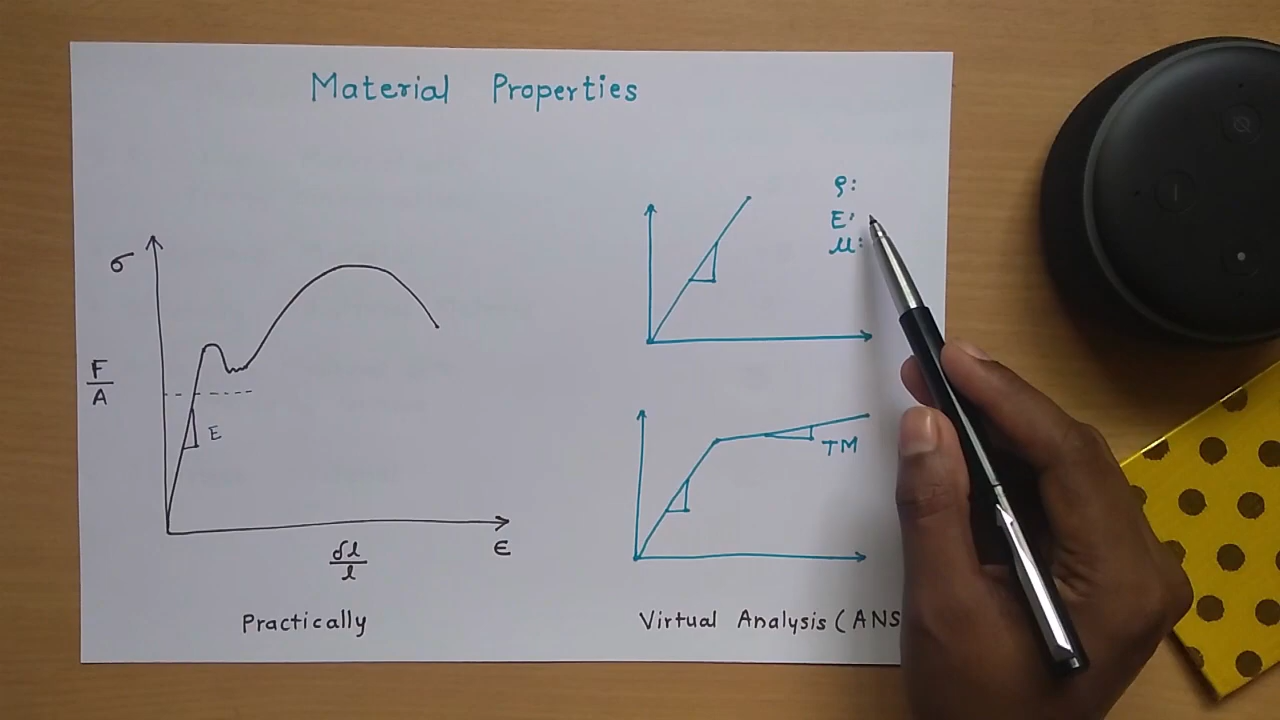 Material Properties
σ
F
A
E
δl
l
ε
Practically
ρ:
E:
μ:
TM
Virtual Analysis (ANS